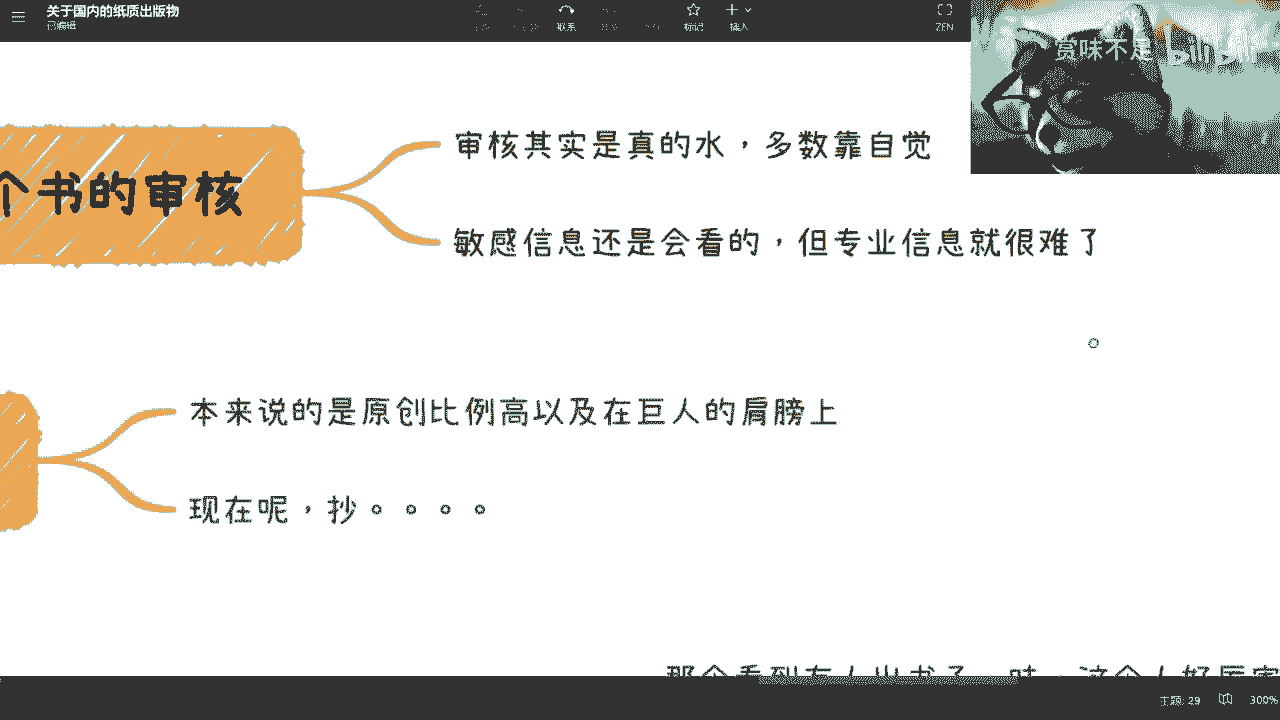 关于国内的纸质出版物
已编辑
联系
标记
插入
ZEN
赏味不足 bilibili
个书的审核
审核其实是真的水，多数靠自觉
敏感信息还是会看的，但专业信息就很难了
本来说的是原创比例高以及在巨人的肩膀上
现在呢，抄。。。。
主题: 29
300%